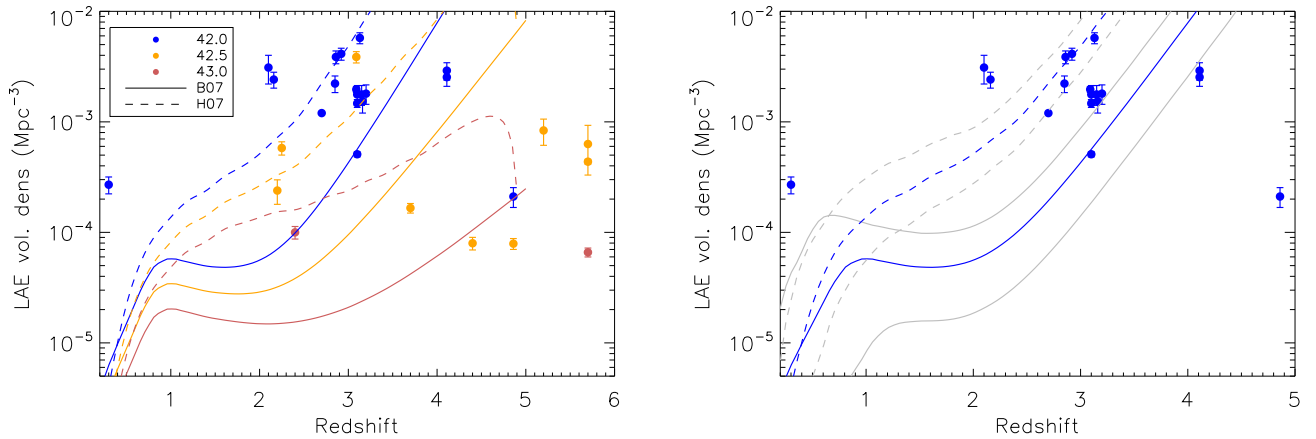 10⁻²
10⁻³
10⁻⁴
10⁻⁵
LAE vol. dens (Mpc⁻³)
42.0
42.5
43.0
B07
H07
1 2 3 4 5 6
Redshift
10⁻²
10⁻³
10⁻⁴
10⁻⁵
LAE vol. dens (Mpc⁻³)
1 2 3 4 5
Redshift